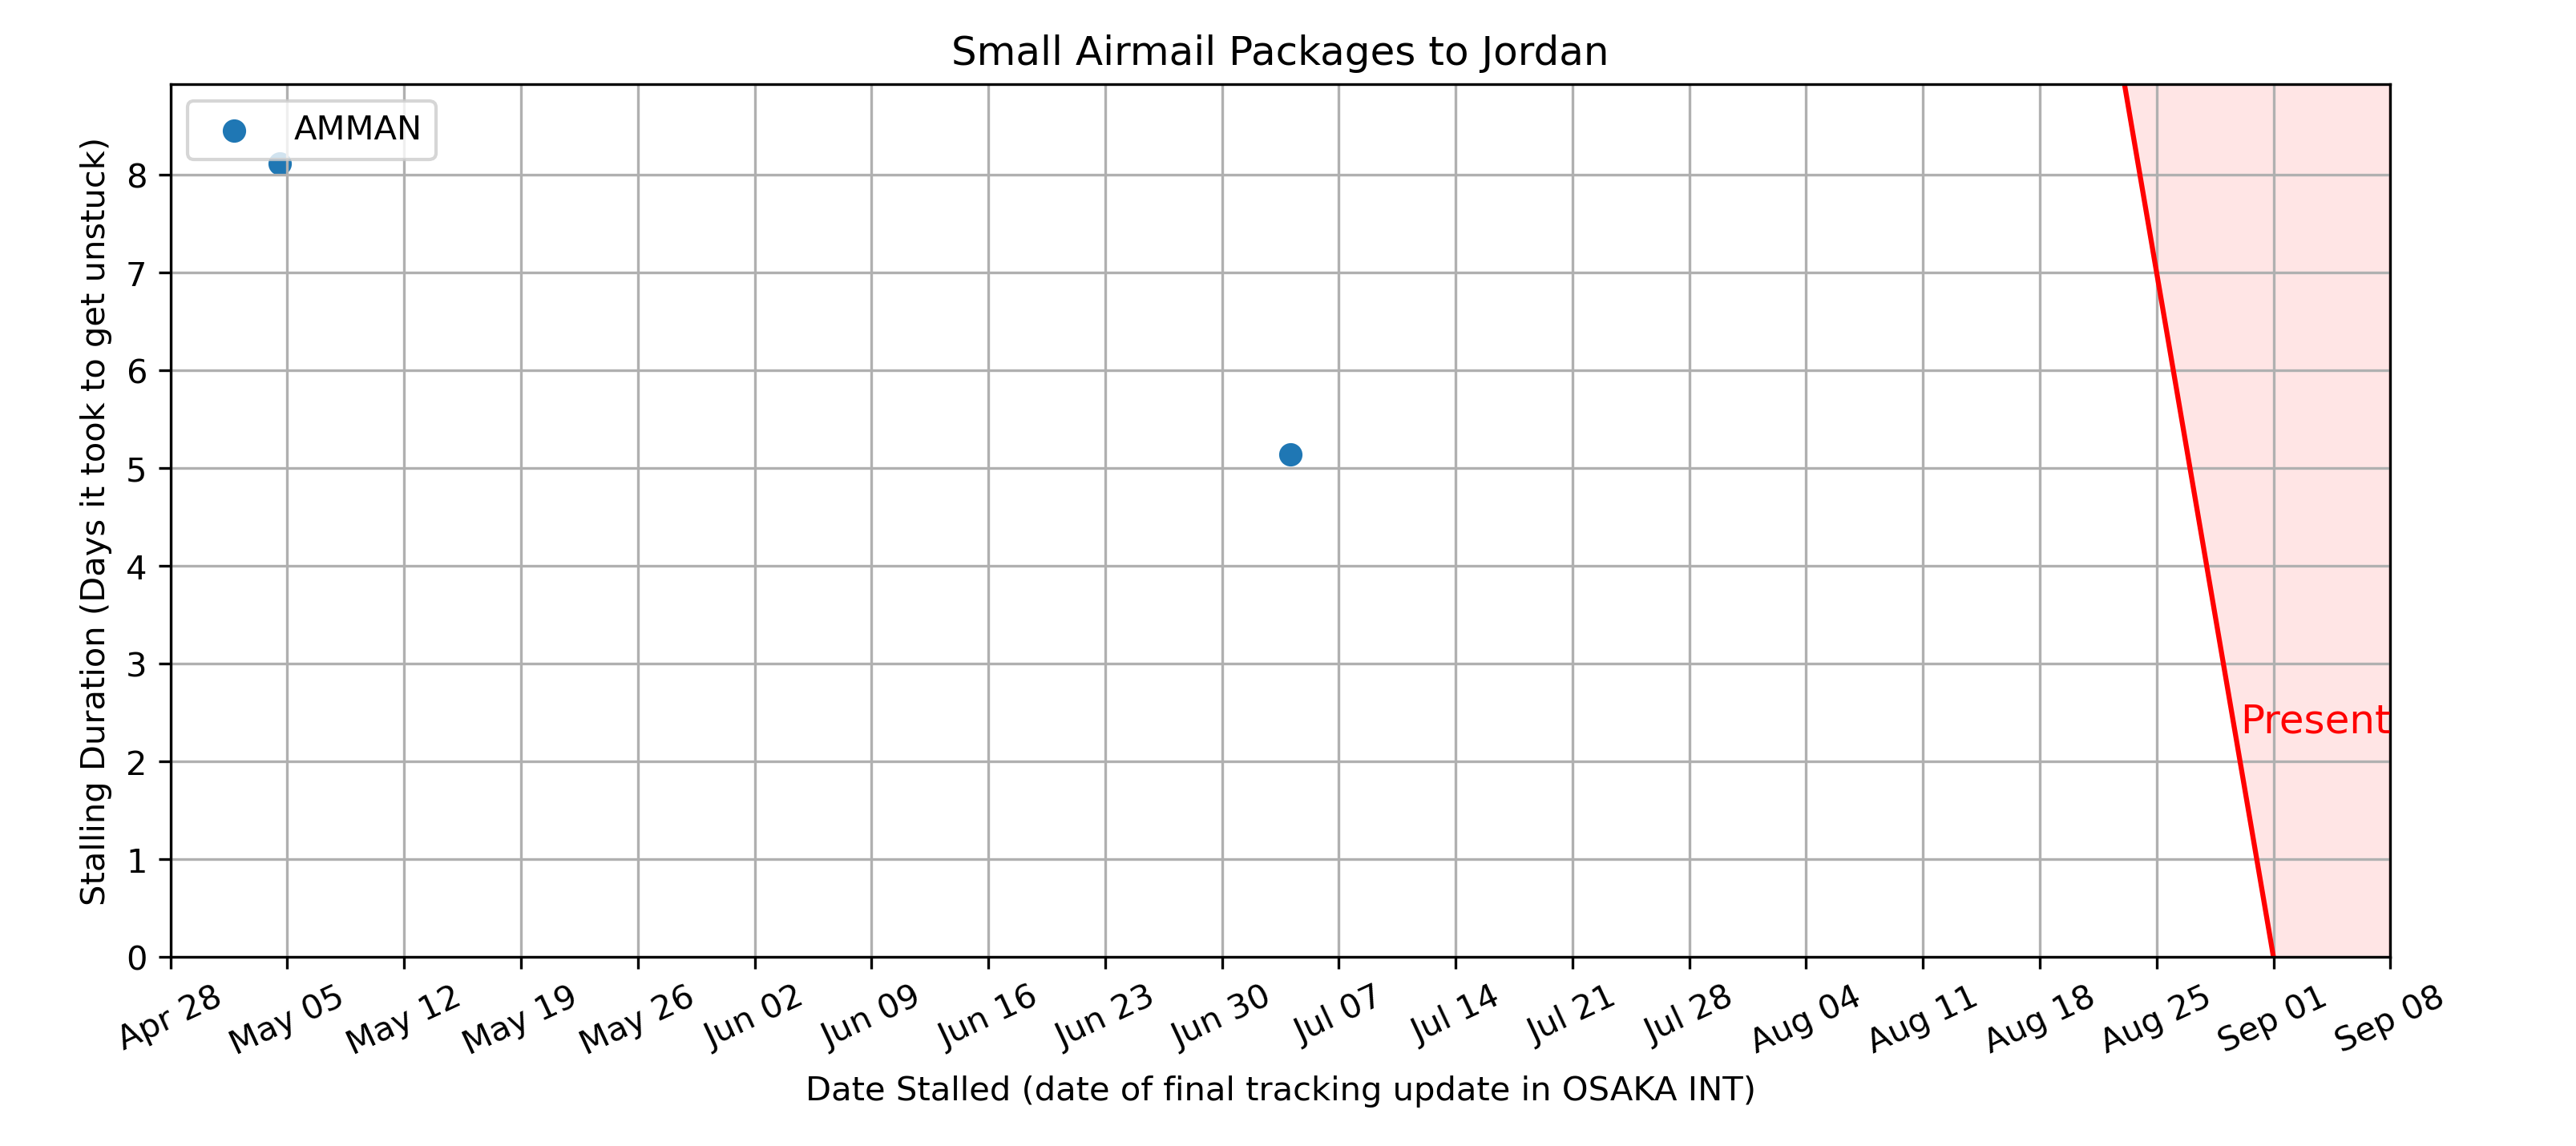 Small Airmail Packages to Jordan
AMMAN
Stalling Duration (Days it took to get unstuck)
8
7
6
5
4
3
2
1
0
Present
Apr 28
May 05
May 12
May 19
May 26
Jun 02
Jun 09
Jun 16
Jun 23
Jun 30
Jul 07
Jul 14
Jul 21
Jul 28
Aug 04
Aug 11
Aug 18
Aug 25
Sep 01
Sep 08
Date Stalled (date of final tracking update in OSAKA INT)